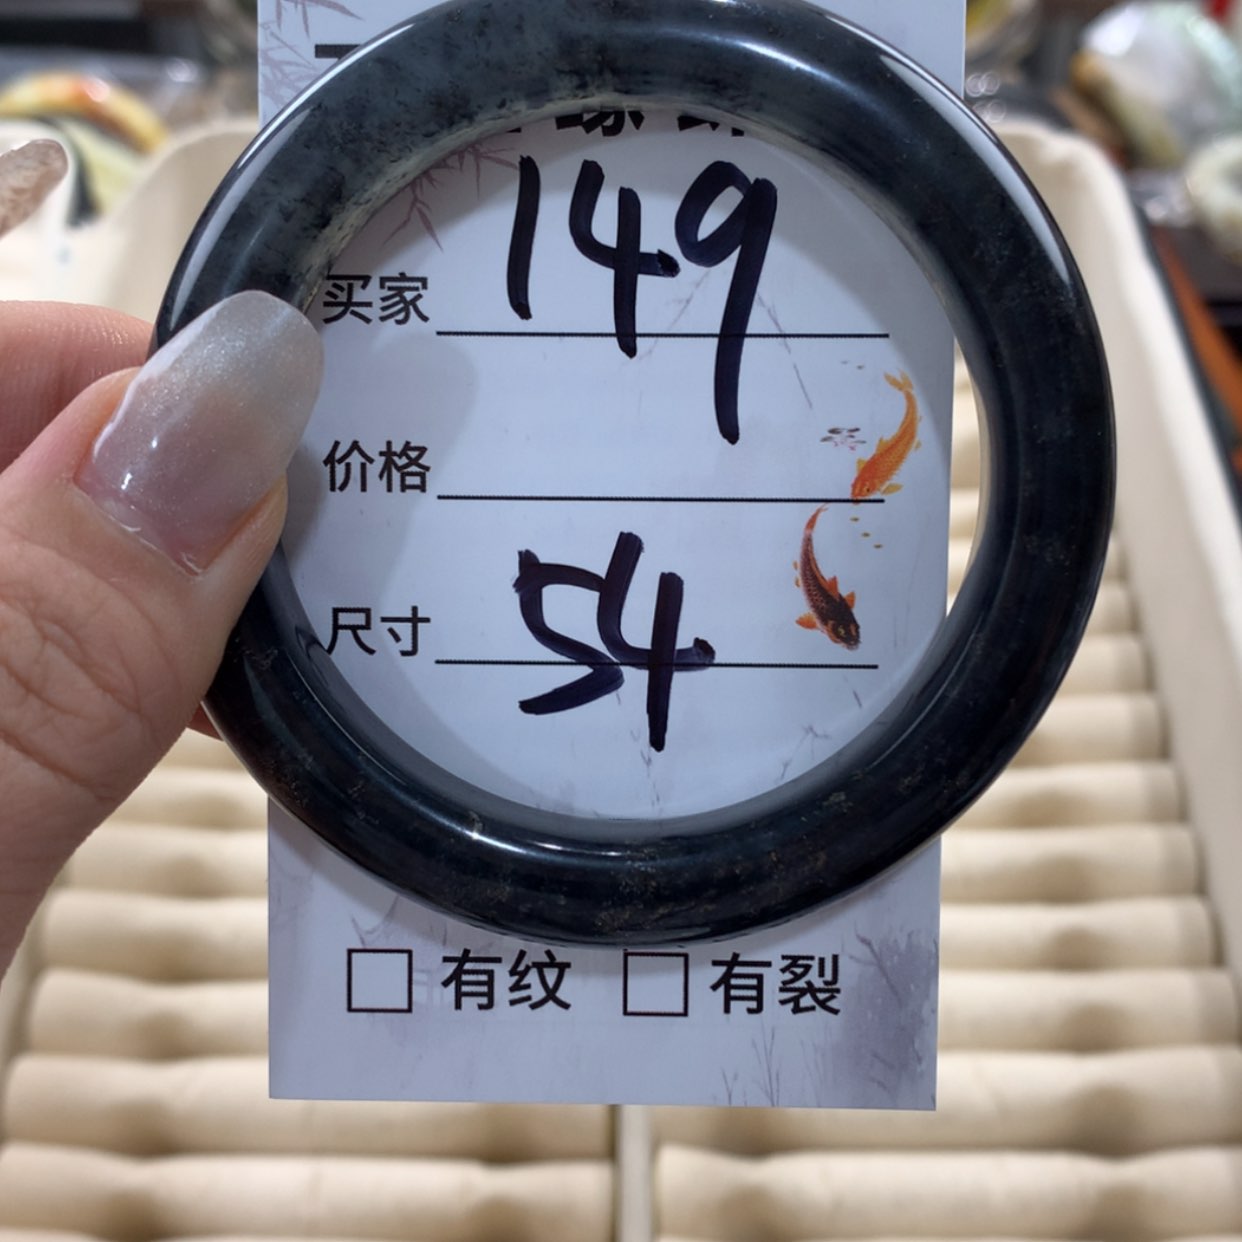 买家 149
价格
尺寸 54
□ 有纹 □ 有裂